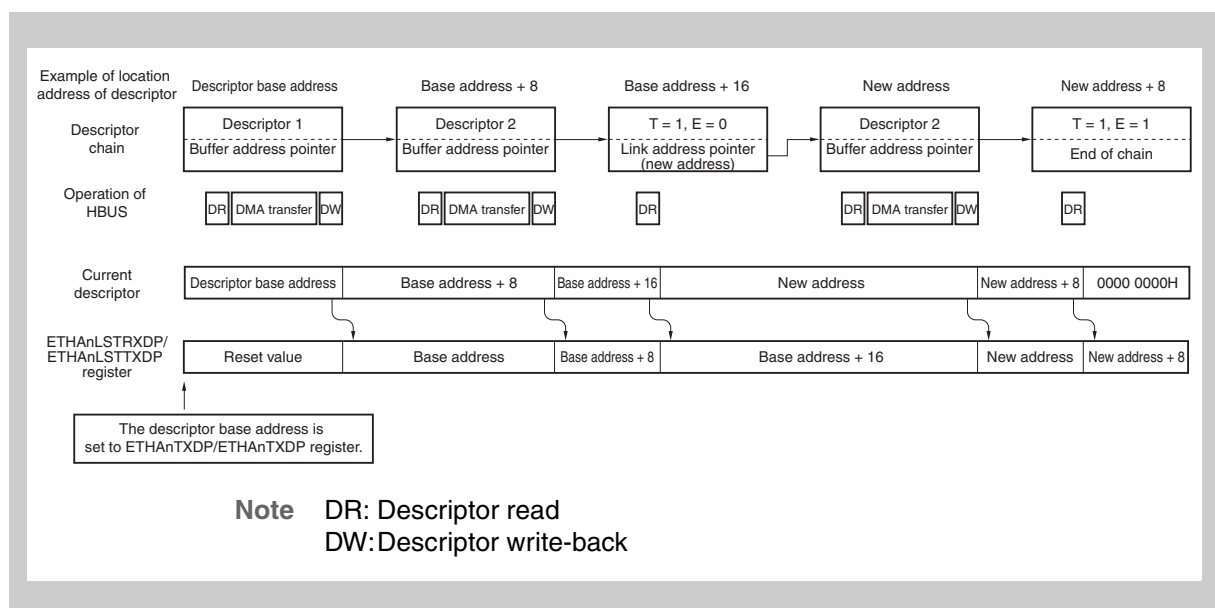 Example of location
address of descriptor
Descriptor base address
Base address + 8
Base address + 16
New address
New address + 8
Descriptor
chain
Descriptor 1
Buffer address pointer
Descriptor 2
Buffer address pointer
T = 1, E = 0
Link address pointer
(new address)
Descriptor 2
Buffer address pointer
T = 1, E = 1
End of chain
Operation of
HBUS
DR DMA transfer DW
DR DMA transfer DW
DR
DR DMA transfer DW
DR
Current
descriptor
Descriptor base address
Base address + 8
Base address + 16
New address
New address + 8
0000 0000H
ETHAnLSTRXDP/
ETHAnLSTTXDP
register
Reset value
Base address
Base address + 8
Base address + 16
New address
New address + 8
The descriptor base address is
set to ETHAnTXDP/ETHAnTXDP register.
Note DR: Descriptor read
DW: Descriptor write-back